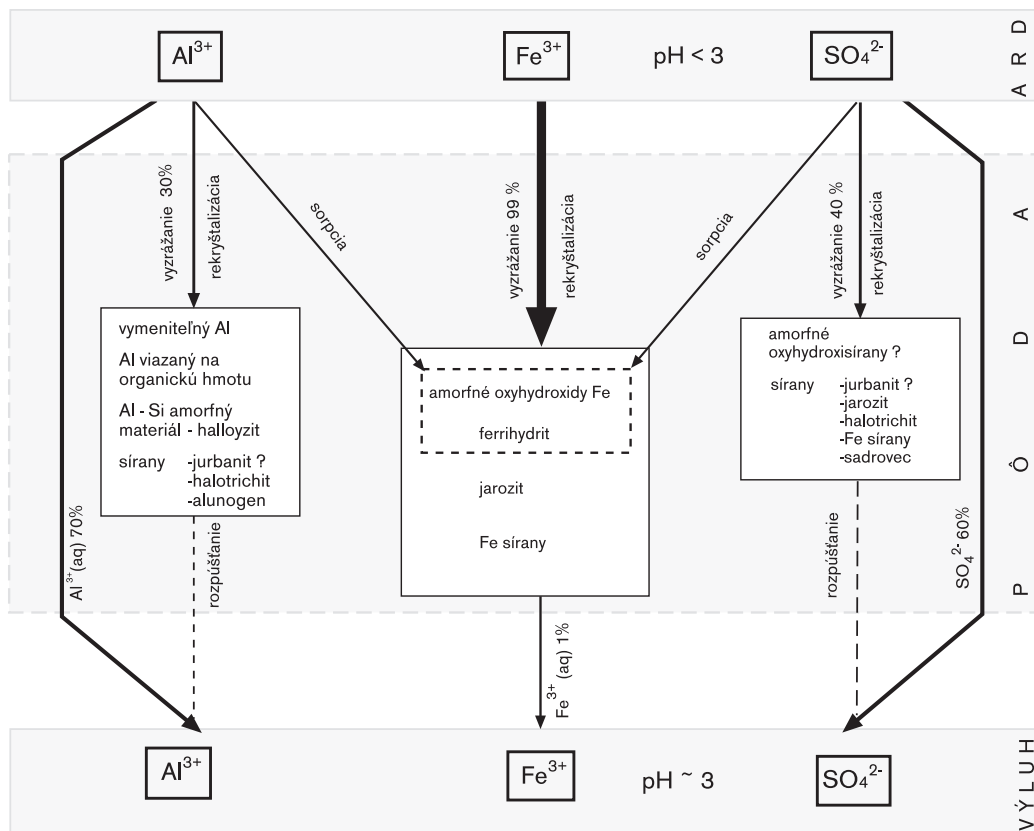 Al³⁺
Fe³⁺
pH < 3
SO₄²⁻
ARD
vyzrážanie 30%
rekryštalizácia
sorpcia
vyzrážanie 99 %
rekryštalizácia
sorpcia
vyzrážanie 40 %
rekryštalizácia
PÔDA
vymeniteľný Al
Al viazaný na
organickú hmotu
Al - Si amorfný
materiál - halloyzit
sírany -jurbanit ?
-halotrichit
-alunogen
amorfné oxyhydroxidy Fe
ferrihydrit
jarozit
Fe sírany
amorfné
oxyhydroxisírany ?
sírany -jurbanit ?
-jarozit
-halotrichit
-Fe sírany
-sadrovec
Al³⁺(aq) 70%
rozpúšťanie
Fe³⁺ (aq) 1%
rozpúšťanie
SO₄²⁻ 60%
Al³⁺
Fe³⁺
pH ~ 3
SO₄²⁻
VÝLUH